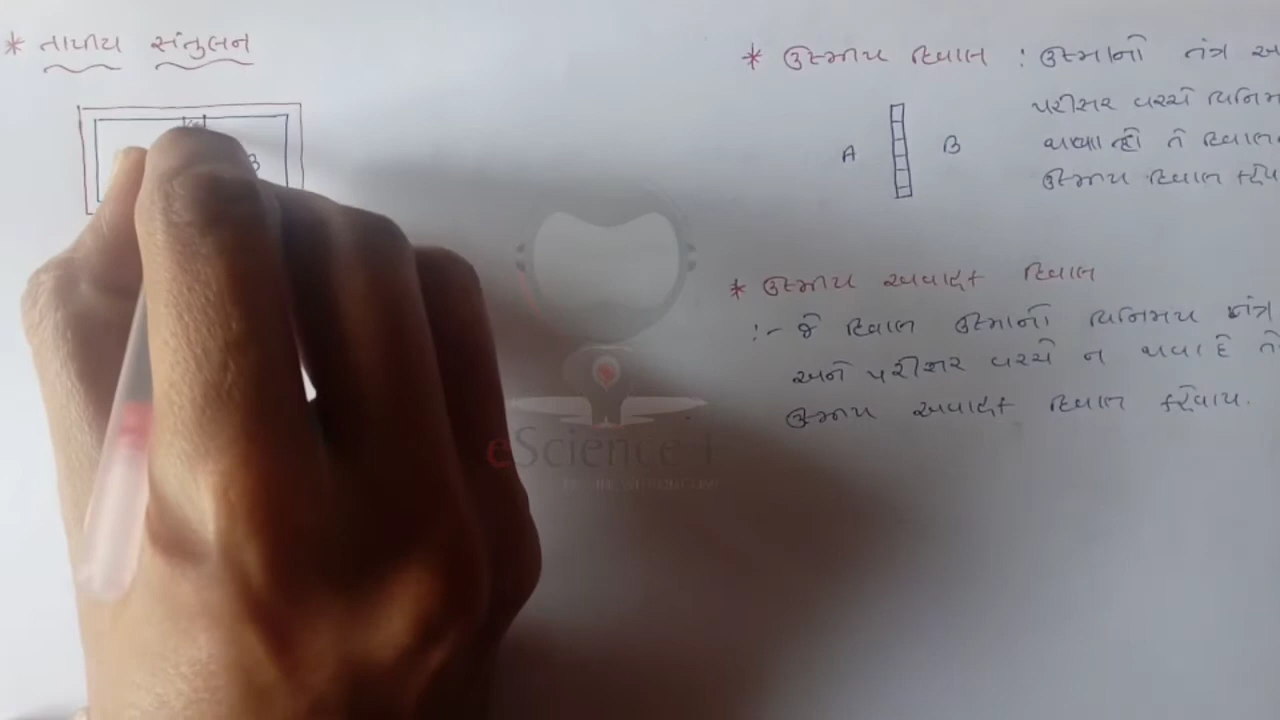 * તાપીય સંતુલન
B
* ઉષ્મીય દિવાલ : ઉષ્માનો તંત્ર અ
પરીસર વચ્ચે વિનિમ
A B
તે દિવાલ
ઉષ્મીય દિવાલ કહેવા
* ઉષ્મીય અવાહક દિવાલ
:- જે દિવાલ ઉષ્માનો વિનિમય તંત્ર
અને પરીસર વચ્ચે ન થવા દે તે
ઉષ્મીય અવાહક દિવાલ કહેવાય.
eScience